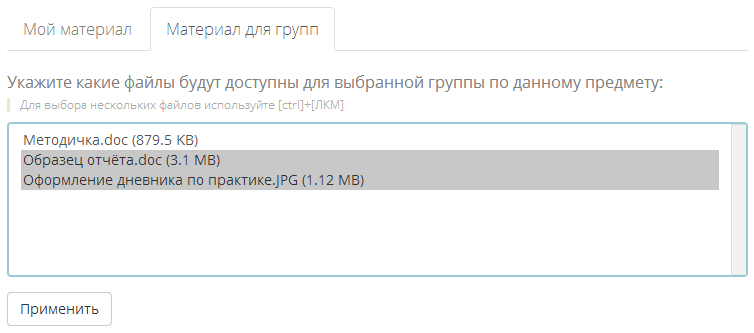 Мой материал
Материал для групп
Укажите какие файлы будут доступны для выбранной группы по данному предмету:
Для выбора нескольких файлов используйте [ctrl]+[ЛКМ]
Методичка.doc (879.5 KB)
Образец отчёта.doc (3.1 MB)
Оформление дневника по практике.JPG (1.12 MB)
Применить